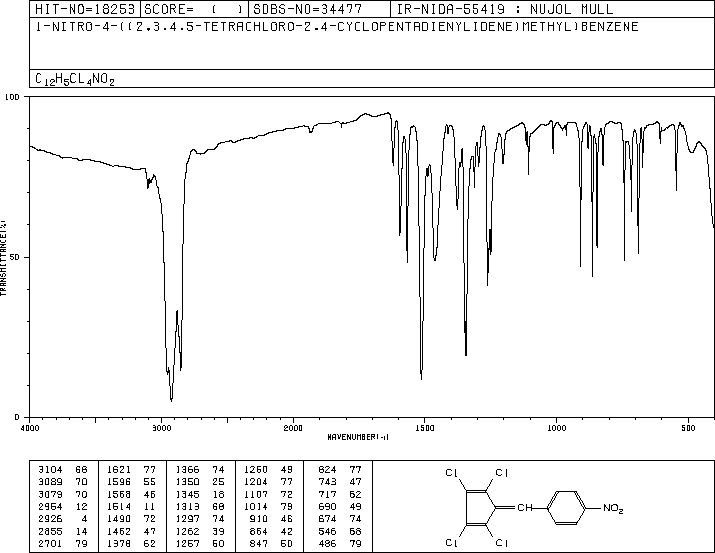 HIT-NO=18253 SCORE= ( ) SDBS-NO=34477 IR-NIDA-55419 : NUJOL MULL
1-NITRO-4-((2.3.4.5-TETRACHLORO-2.4-CYCLOPENTADIENYLIDENE)METHYL)BENZENE
C12H5CL4NO2
100
50
0
TRANSMITTANCE(%)
4000 3000 2000 1500 1000 500
WAVENUMBER(-1)
3104 68 1621 77 1366 74 1260 49 824 77
3089 70 1596 55 1350 25 1204 77 743 47
3079 70 1568 46 1345 18 1107 72 717 62
2954 12 1514 11 1313 68 1014 79 690 49
2926 4 1490 72 1297 74 910 46 674 74
2855 14 1462 47 1262 39 864 42 546 68
2701 79 1378 62 1257 50 847 50 486 79
Cl Cl
CH NO2
Cl Cl